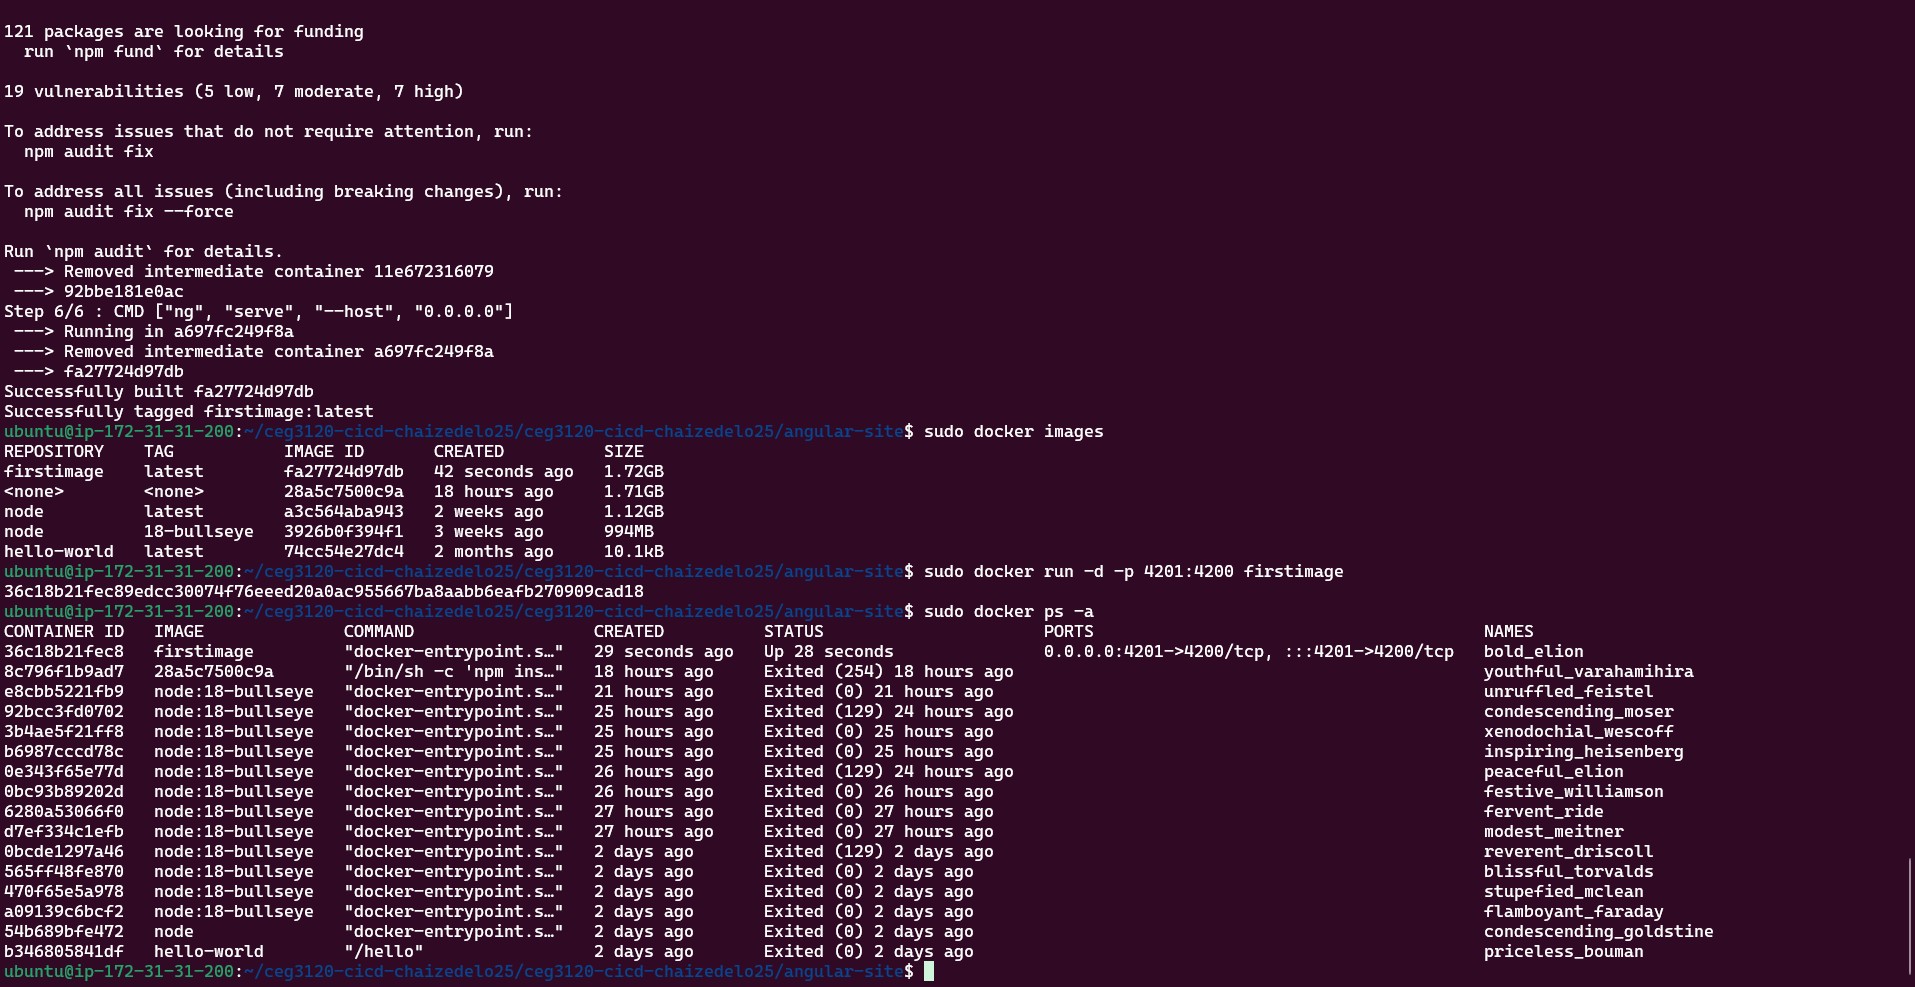 121 packages are looking for funding
  run `npm fund` for details
19 vulnerabilities (5 low, 7 moderate, 7 high)
To address issues that do not require attention, run:
  npm audit fix
To address all issues (including breaking changes), run:
  npm audit fix --force
Run `npm audit` for details.
 ---> Removed intermediate container 11e672316079
 ---> 92bbe181e0ac
Step 6/6 : CMD ["ng", "serve", "--host", "0.0.0.0"]
 ---> Running in a697fc249f8a
 ---> Removed intermediate container a697fc249f8a
 ---> fa27724d97db
Successfully built fa27724d97db
Successfully tagged firstimage:latest
ubuntu@ip-172-31-31-200:~/ceg3120-cicd-chaizedelo25/ceg3120-cicd-chaizedelo25/angular-site$ sudo docker images
REPOSITORY    TAG           IMAGE ID       CREATED          SIZE
firstimage    latest        fa27724d97db   42 seconds ago   1.72GB
<none>        <none>        28a5c7500c9a   18 hours ago     1.71GB
node          latest        a3c564aba943   2 weeks ago      1.12GB
node          18-bullseye   3926b0f394f1   3 weeks ago      994MB
hello-world   latest        74cc54e27dc4   2 months ago     10.1kB
ubuntu@ip-172-31-31-200:~/ceg3120-cicd-chaizedelo25/ceg3120-cicd-chaizedelo25/angular-site$ sudo docker run -d -p 4201:4200 firstimage
36c18b21fec89edcc30074f76eeed20a0ac955667ba8aabb6eafb270909cad18
ubuntu@ip-172-31-31-200:~/ceg3120-cicd-chaizedelo25/ceg3120-cicd-chaizedelo25/angular-site$ sudo docker ps -a
CONTAINER ID   IMAGE              COMMAND                  CREATED          STATUS                      PORTS                                       NAMES
36c18b21fec8   firstimage         "docker-entrypoint.s…"   29 seconds ago   Up 28 seconds               0.0.0.0:4201->4200/tcp, :::4201->4200/tcp   bold_elion
8c796f1b9ad7   28a5c7500c9a       "/bin/sh -c 'npm ins…"   18 hours ago     Exited (254) 18 hours ago                                               youthful_varahamihira
e8cbb5221fb9   node:18-bullseye   "docker-entrypoint.s…"   21 hours ago     Exited (0) 21 hours ago                                                 unruffled_feistel
92bcc3fd0702   node:18-bullseye   "docker-entrypoint.s…"   25 hours ago     Exited (129) 24 hours ago                                               condescending_moser
3b4ae5f21ff8   node:18-bullseye   "docker-entrypoint.s…"   25 hours ago     Exited (0) 25 hours ago                                                 xenodochial_wescoff
b6987cccd78c   node:18-bullseye   "docker-entrypoint.s…"   25 hours ago     Exited (0) 25 hours ago                                                 inspiring_heisenberg
0e343f65e77d   node:18-bullseye   "docker-entrypoint.s…"   26 hours ago     Exited (129) 24 hours ago                                               peaceful_elion
0bc93b89202d   node:18-bullseye   "docker-entrypoint.s…"   26 hours ago     Exited (0) 26 hours ago                                                 festive_williamson
6280a53066f0   node:18-bullseye   "docker-entrypoint.s…"   27 hours ago     Exited (0) 27 hours ago                                                 fervent_ride
d7ef334c1efb   node:18-bullseye   "docker-entrypoint.s…"   27 hours ago     Exited (0) 27 hours ago                                                 modest_meitner
0bcde1297a46   node:18-bullseye   "docker-entrypoint.s…"   2 days ago       Exited (129) 2 days ago                                                 reverent_driscoll
565ff48fe870   node:18-bullseye   "docker-entrypoint.s…"   2 days ago       Exited (0) 2 days ago                                                   blissful_torvalds
470f65e5a978   node:18-bullseye   "docker-entrypoint.s…"   2 days ago       Exited (0) 2 days ago                                                   stupefied_mclean
a09139c6bcf2   node:18-bullseye   "docker-entrypoint.s…"   2 days ago       Exited (0) 2 days ago                                                   flamboyant_faraday
54b689bfe472   node               "docker-entrypoint.s…"   2 days ago       Exited (0) 2 days ago                                                   condescending_goldstine
b346805841df   hello-world        "/hello"                 2 days ago       Exited (0) 2 days ago                                                   priceless_bouman
ubuntu@ip-172-31-31-200:~/ceg3120-cicd-chaizedelo25/ceg3120-cicd-chaizedelo25/angular-site$